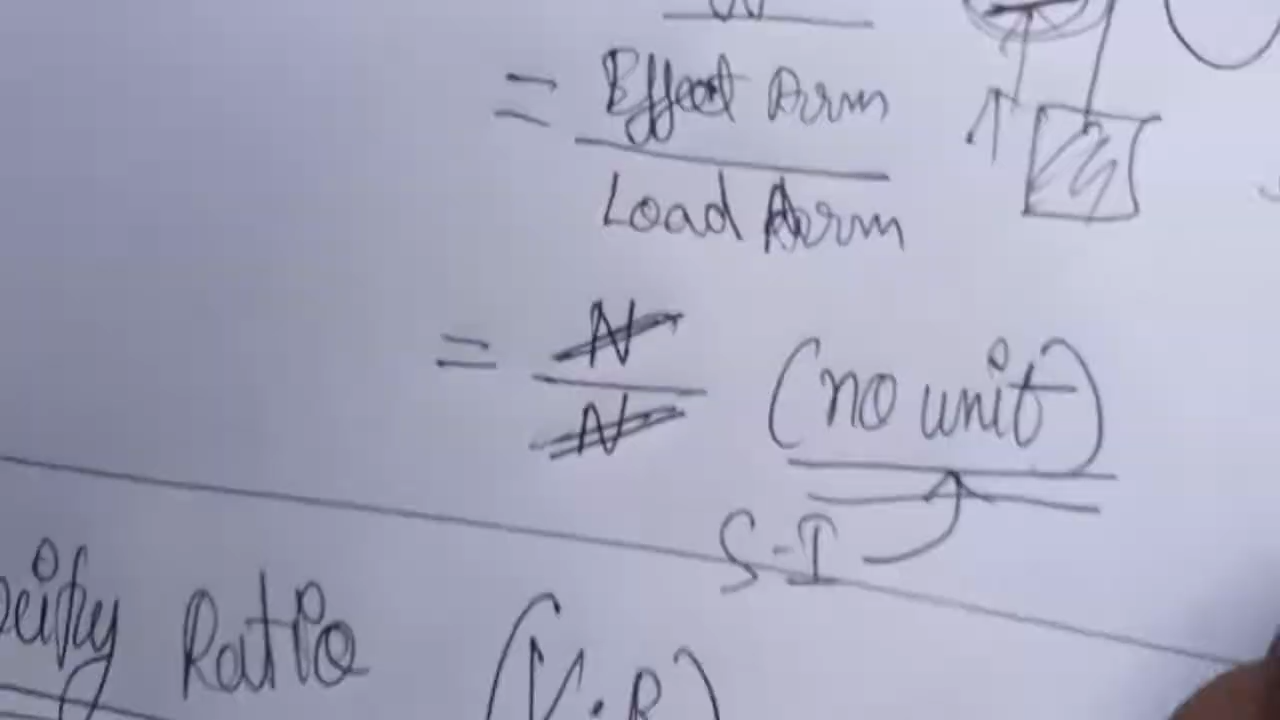 = Effort Arm
Load Arm
= N
N
(no unit)
S-I
Ratio (V.R)